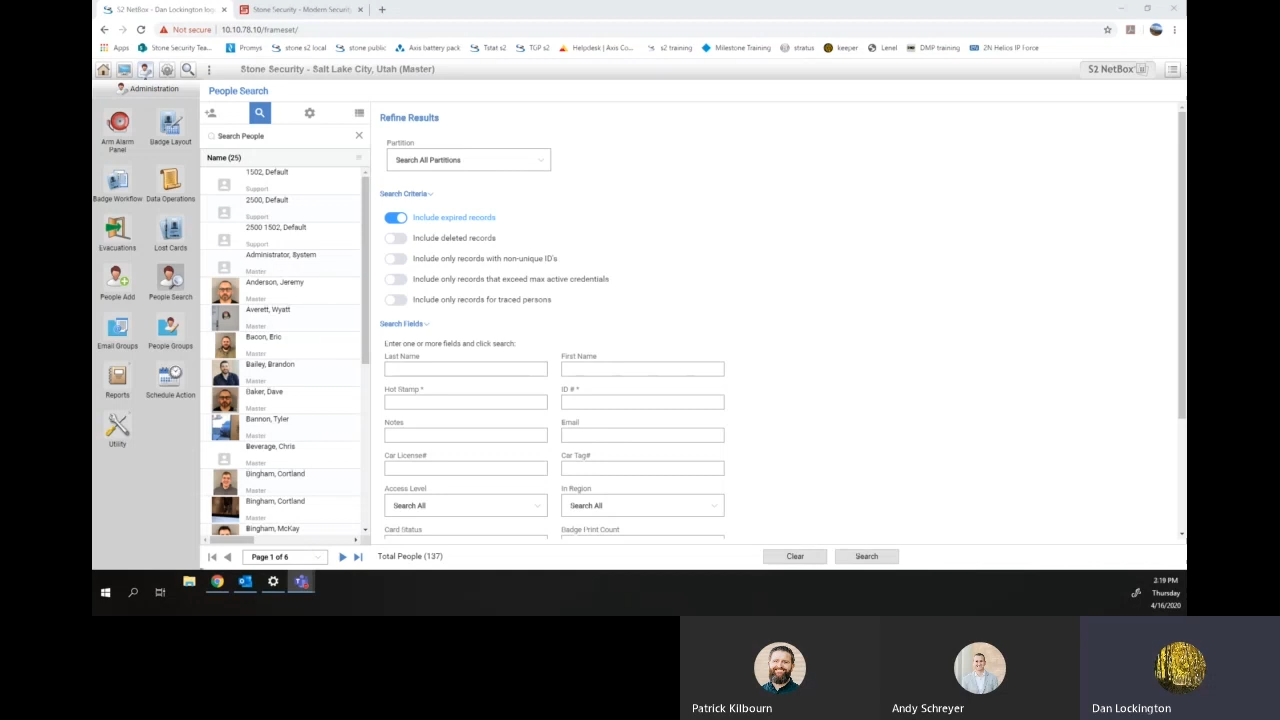 S2 NetBox - Dan Lockington log
Stone Security - Modern Securit
Not secure
10.10.78.10/frameset/
Apps
Stone Security Tea...
Promys
stone s2 local
stone public
Axis battery pack
Tstat s2
TGP s2
Helpdesk | Axis Co...
s2 training
Milestone Training
stratus
keeper
Lenel
DMP training
2N Helios IP Force
Stone Security - Salt Lake City, Utah (Master)
S2 NetBox
Administration
People Search
Arm Alarm Panel
Badge Layout
Badge Workflow
Data Operations
Evacuations
Lost Cards
People Add
People Search
Email Groups
People Groups
Reports
Schedule Action
Utility
Search People
Name (25)
1502, Default
Support
2500, Default
Support
2500 1502, Default
Support
Administrator, System
Master
Anderson, Jeremy
Master
Averett, Wyatt
Master
Bacon, Eric
Master
Bailey, Brandon
Master
Baker, Dave
Master
Bannon, Tyler
Master
Beverage, Chris
Master
Bingham, Cortland
Master
Bingham, Cortland
Master
Bingham, McKay
Page 1 of 6
Refine Results
Partition
Search All Partitions
Search Criteria
Include expired records
Include deleted records
Include only records with non-unique ID's
Include only records that exceed max active credentials
Include only records for traced persons
Search Fields
Enter one or more fields and click search:
Last Name
First Name
Hot Stamp *
ID # *
Notes
Email
Car License#
Car Tag#
Access Level
In Region
Search All
Search All
Card Status
Badge Print Count
Total People (137)
Clear
Search
2:19 PM
Thursday
4/16/2020
Patrick Kilbourn
Andy Schreyer
Dan Lockington